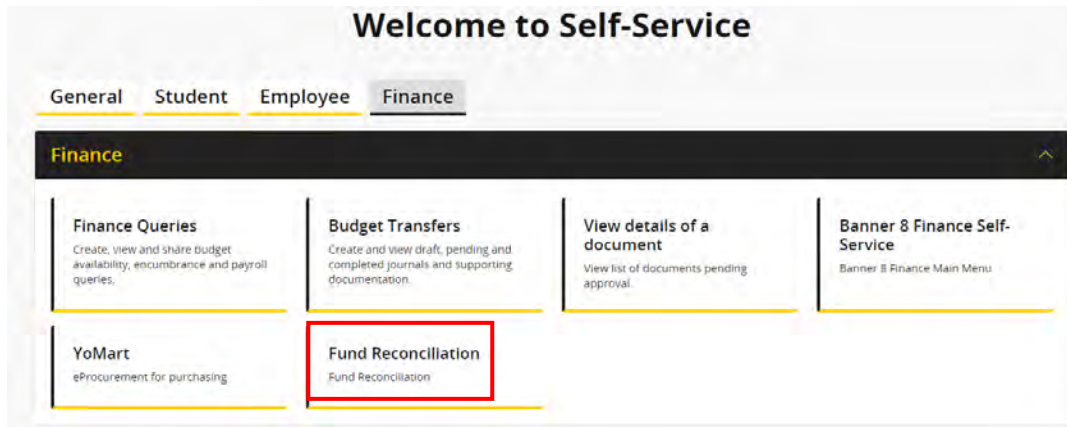 Welcome to Self-Service
General Student Employee Finance
Finance
Finance Queries
Create, view and share budget
availability, encumbrance and payroll
queries.
Budget Transfers
Create and view draft, pending and
completed journals and supporting
documentation.
View details of a
document
View list of documents pending
approval.
Banner 8 Finance Self-
Service
Banner 8 Finance Main Menu
YoMart
eProcurement for purchasing
Fund Reconciliation
Fund Reconciliation